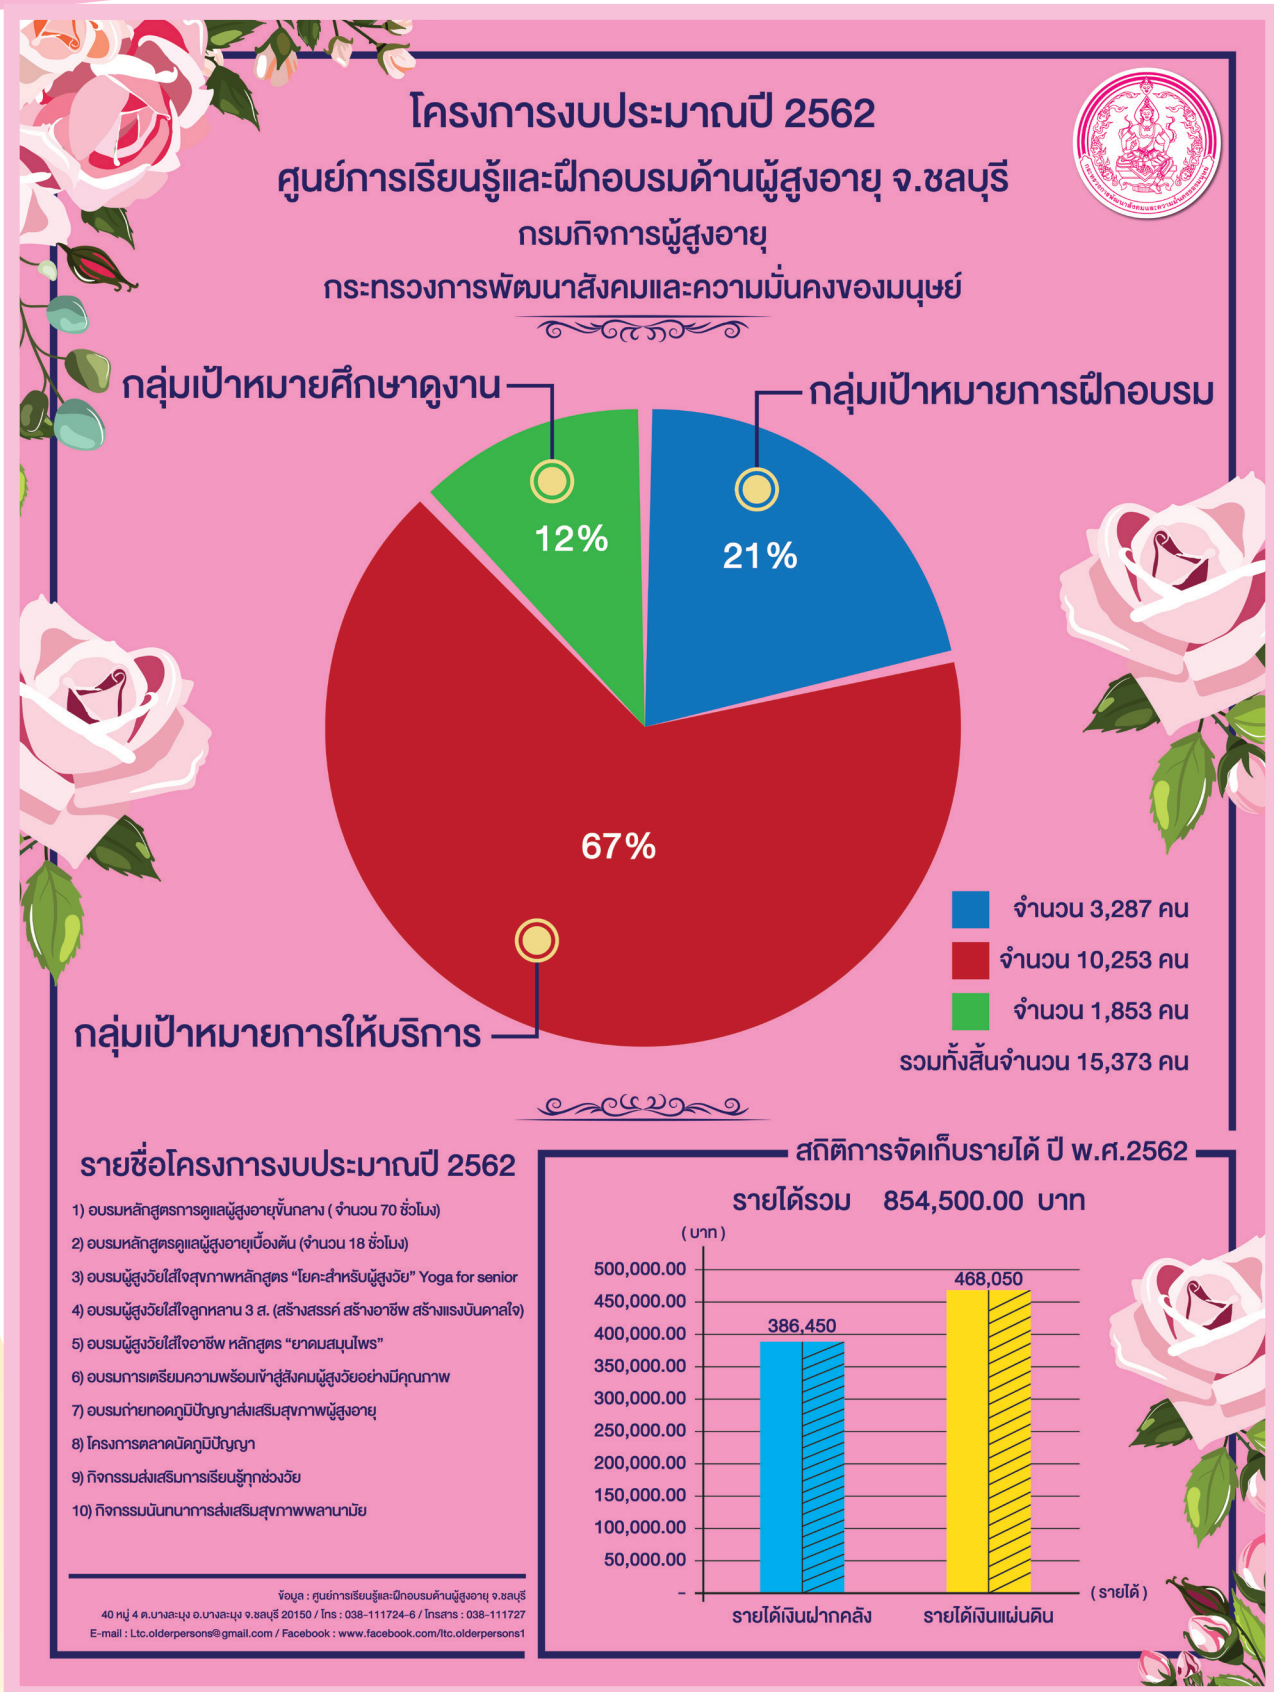 โครงการงบประมาณปี 2562
ศูนย์การเรียนรู้และฝึกอบรมด้านผู้สูงอายุ จ.ชลบุรี
กรมกิจการผู้สูงอายุ
กระทรวงการพัฒนาสังคมและความมั่นคงของมนุษย์
กระทรวงการพัฒนาสังคมและความมั่นคงของมนุษย์
กลุ่มเป้าหมายศึกษาดูงาน
กลุ่มเป้าหมายการฝึกอบรม
12%
21%
67%
กลุ่มเป้าหมายการให้บริการ
จำนวน 3,287 คน
จำนวน 10,253 คน
จำนวน 1,853 คน
รวมทั้งสิ้นจำนวน 15,373 คน
รายชื่อโครงการงบประมาณปี 2562
1) อบรมหลักสูตรการดูแลผู้สูงอายุขั้นกลาง ( จำนวน 70 ชั่วโมง)
2) อบรมหลักสูตรดูแลผู้สูงอายุเบื้องต้น (จำนวน 18 ชั่วโมง)
3) อบรมผู้สูงวัยใส่ใจสุขภาพหลักสูตร “โยคะสำหรับผู้สูงวัย” Yoga for senior
4) อบรมผู้สูงวัยใส่ใจลูกหลาน 3 ส. (สร้างสรรค์ สร้างอาชีพ สร้างแรงบันดาลใจ)
5) อบรมผู้สูงวัยใส่ใจอาชีพ หลักสูตร “ยาดมสมุนไพร”
6) อบรมการเตรียมความพร้อมเข้าสู่สังคมผู้สูงวัยอย่างมีคุณภาพ
7) อบรมถ่ายทอดภูมิปัญญาส่งเสริมสุขภาพผู้สูงอายุ
8) โครงการตลาดนัดภูมิปัญญา
9) กิจกรรมส่งเสริมการเรียนรู้ทุกช่วงวัย
10) กิจกรรมนันทนาการส่งเสริมสุขภาพพลานามัย
ข้อมูล : ศูนย์การเรียนรู้และฝึกอบรมด้านผู้สูงอายุ จ.ชลบุรี
40 หมู่ 4 ต.บางละมุง อ.บางละมุง จ.ชลบุรี 20150 / โทร : 038-111724-6 / โทรสาร : 038-111727
E-mail : Ltc.olderpersons@gmail.com / Facebook : www.facebook.com/ltc.olderpersons1
สถิติการจัดเก็บรายได้ ปี พ.ศ.2562
รายได้รวม 854,500.00 บาท
( บาท )
500,000.00
450,000.00
400,000.00
350,000.00
300,000.00
250,000.00
200,000.00
150,000.00
100,000.00
50,000.00
-
386,450
468,050
( รายได้ )
รายได้เงินฝากคลัง
รายได้เงินแผ่นดิน